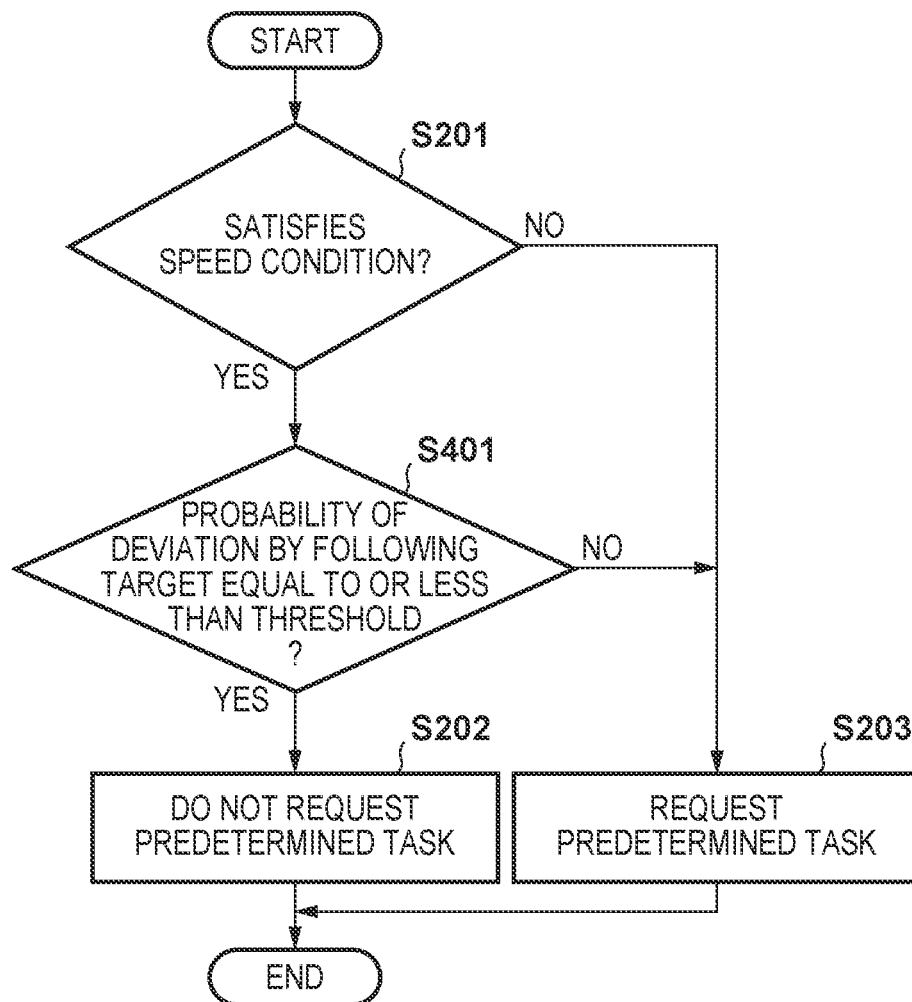 START
S201
SATISFIES
SPEED CONDITION?
NO
YES
S401
PROBABILITY OF
DEVIATION BY FOLLOWING
TARGET EQUAL TO OR LESS
THAN THRESHOLD
?
NO
YES
S202
DO NOT REQUEST
PREDETERMINED TASK
S203
REQUEST
PREDETERMINED TASK
END